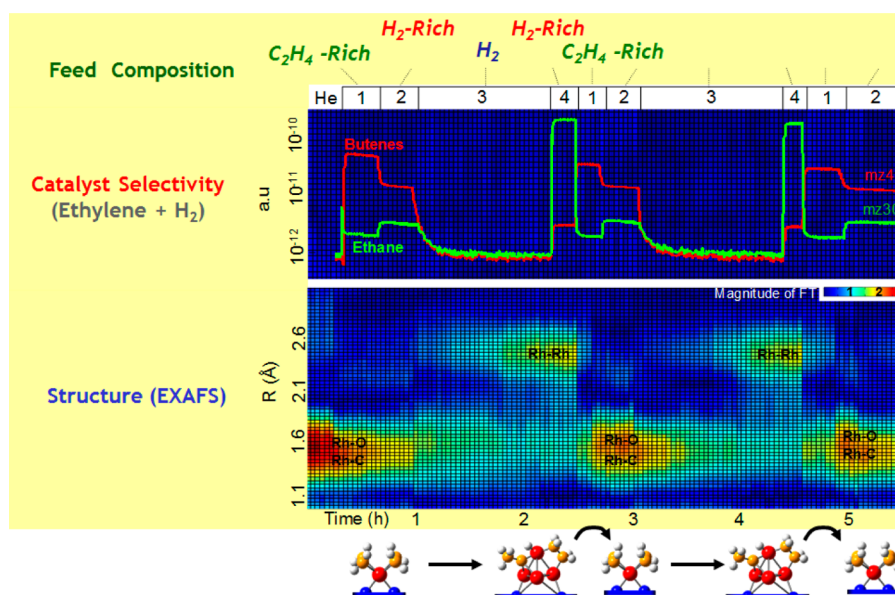 H2-Rich H2-Rich
C2H4 -Rich H2 C2H4 -Rich
Feed Composition
He 1 2 3 4 1 2 3 4 1 2
Catalyst Selectivity
(Ethylene + H2)
a.u
10-10
10-11
10-12
Butenes
Ethane
mz4
mz30
Magnitude of FT 1 2
Structure (EXAFS)
R (Å)
2.6
2.1
1.6
1.1
Rh-Rh Rh-Rh
Rh-O Rh-O Rh-O
Rh-C Rh-C Rh-C
Time (h) 1 2 3 4 5